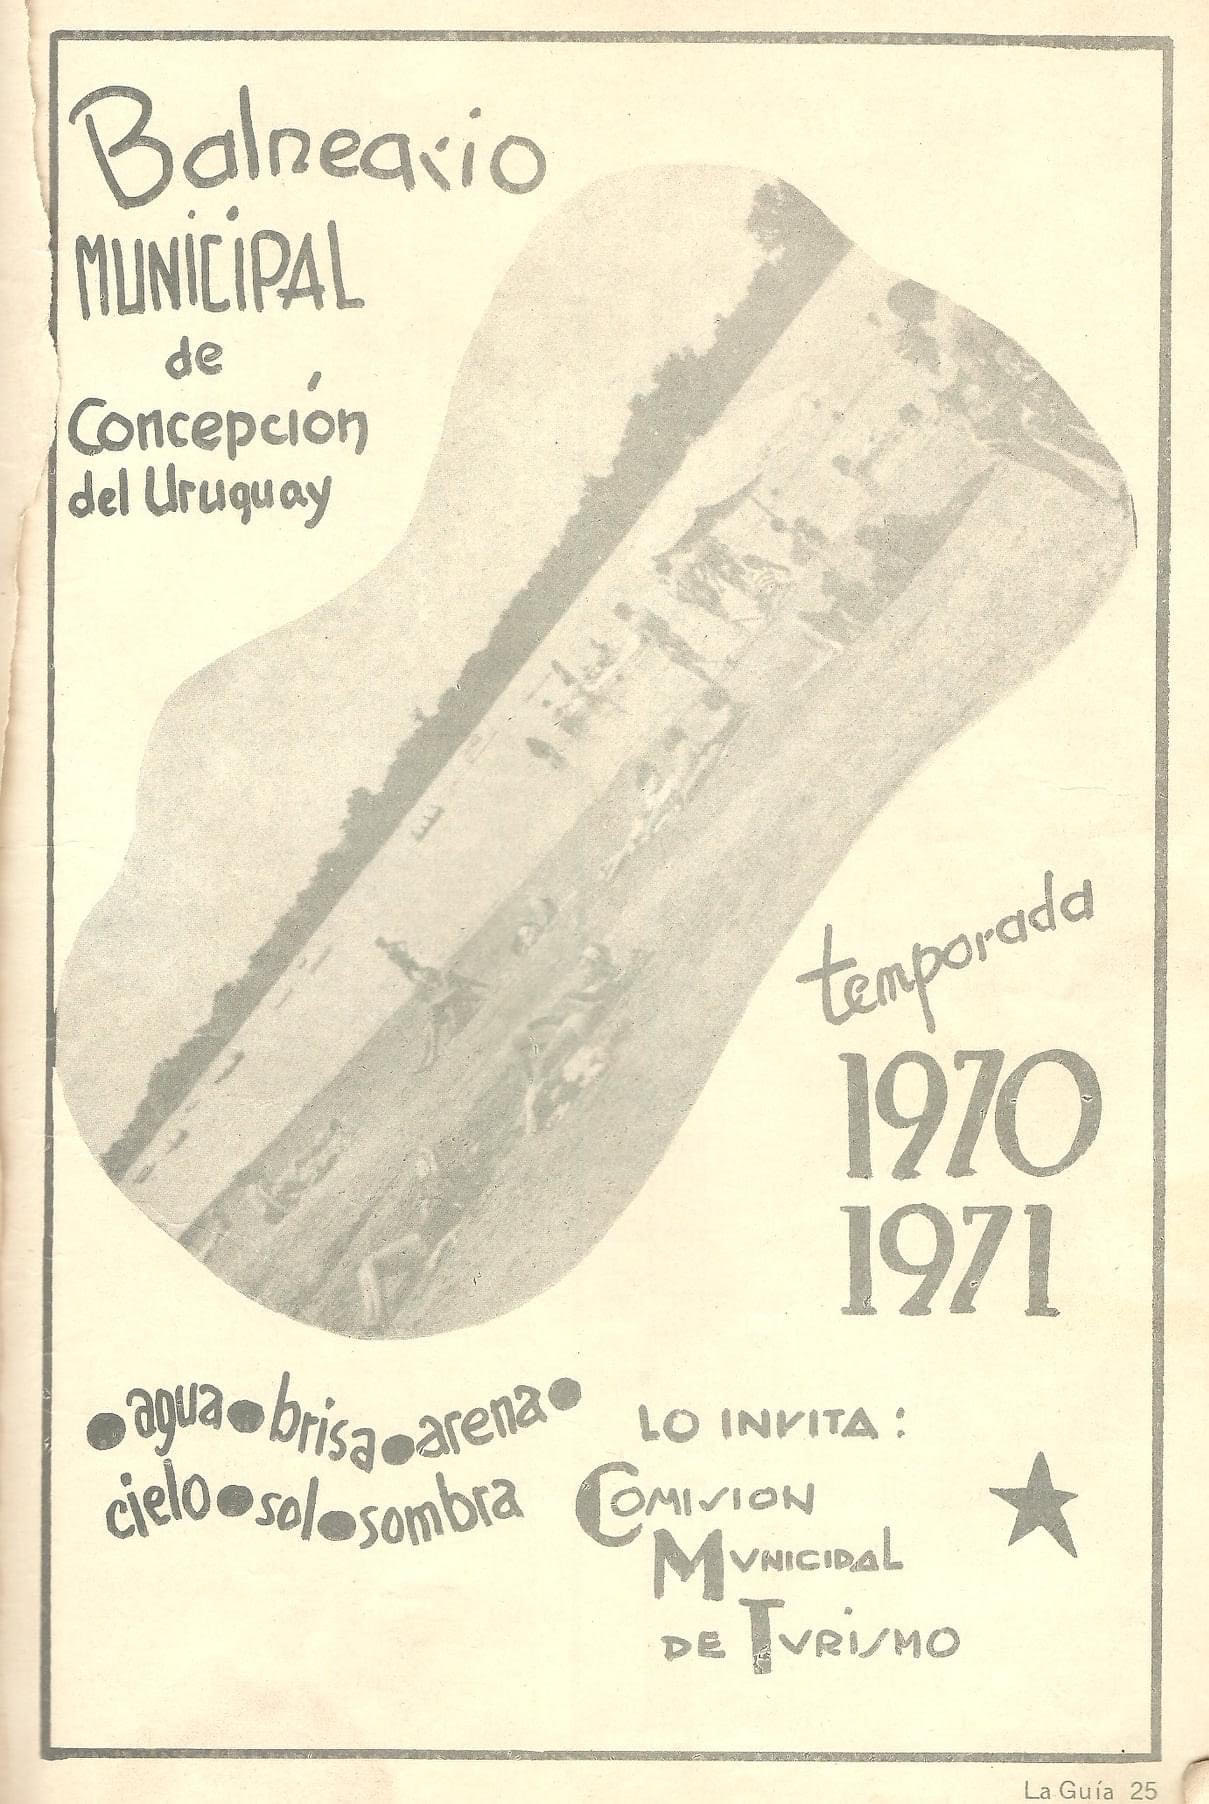 Balneario
MUNICIPAL
de
Concepción
del Uruguay
temporada
1970
1971
•agua•brisa•arena•
cielo•sol•sombra
LO INVITA:
COMISION
MUNICIPAL
DE TURISMO
La Guía 25